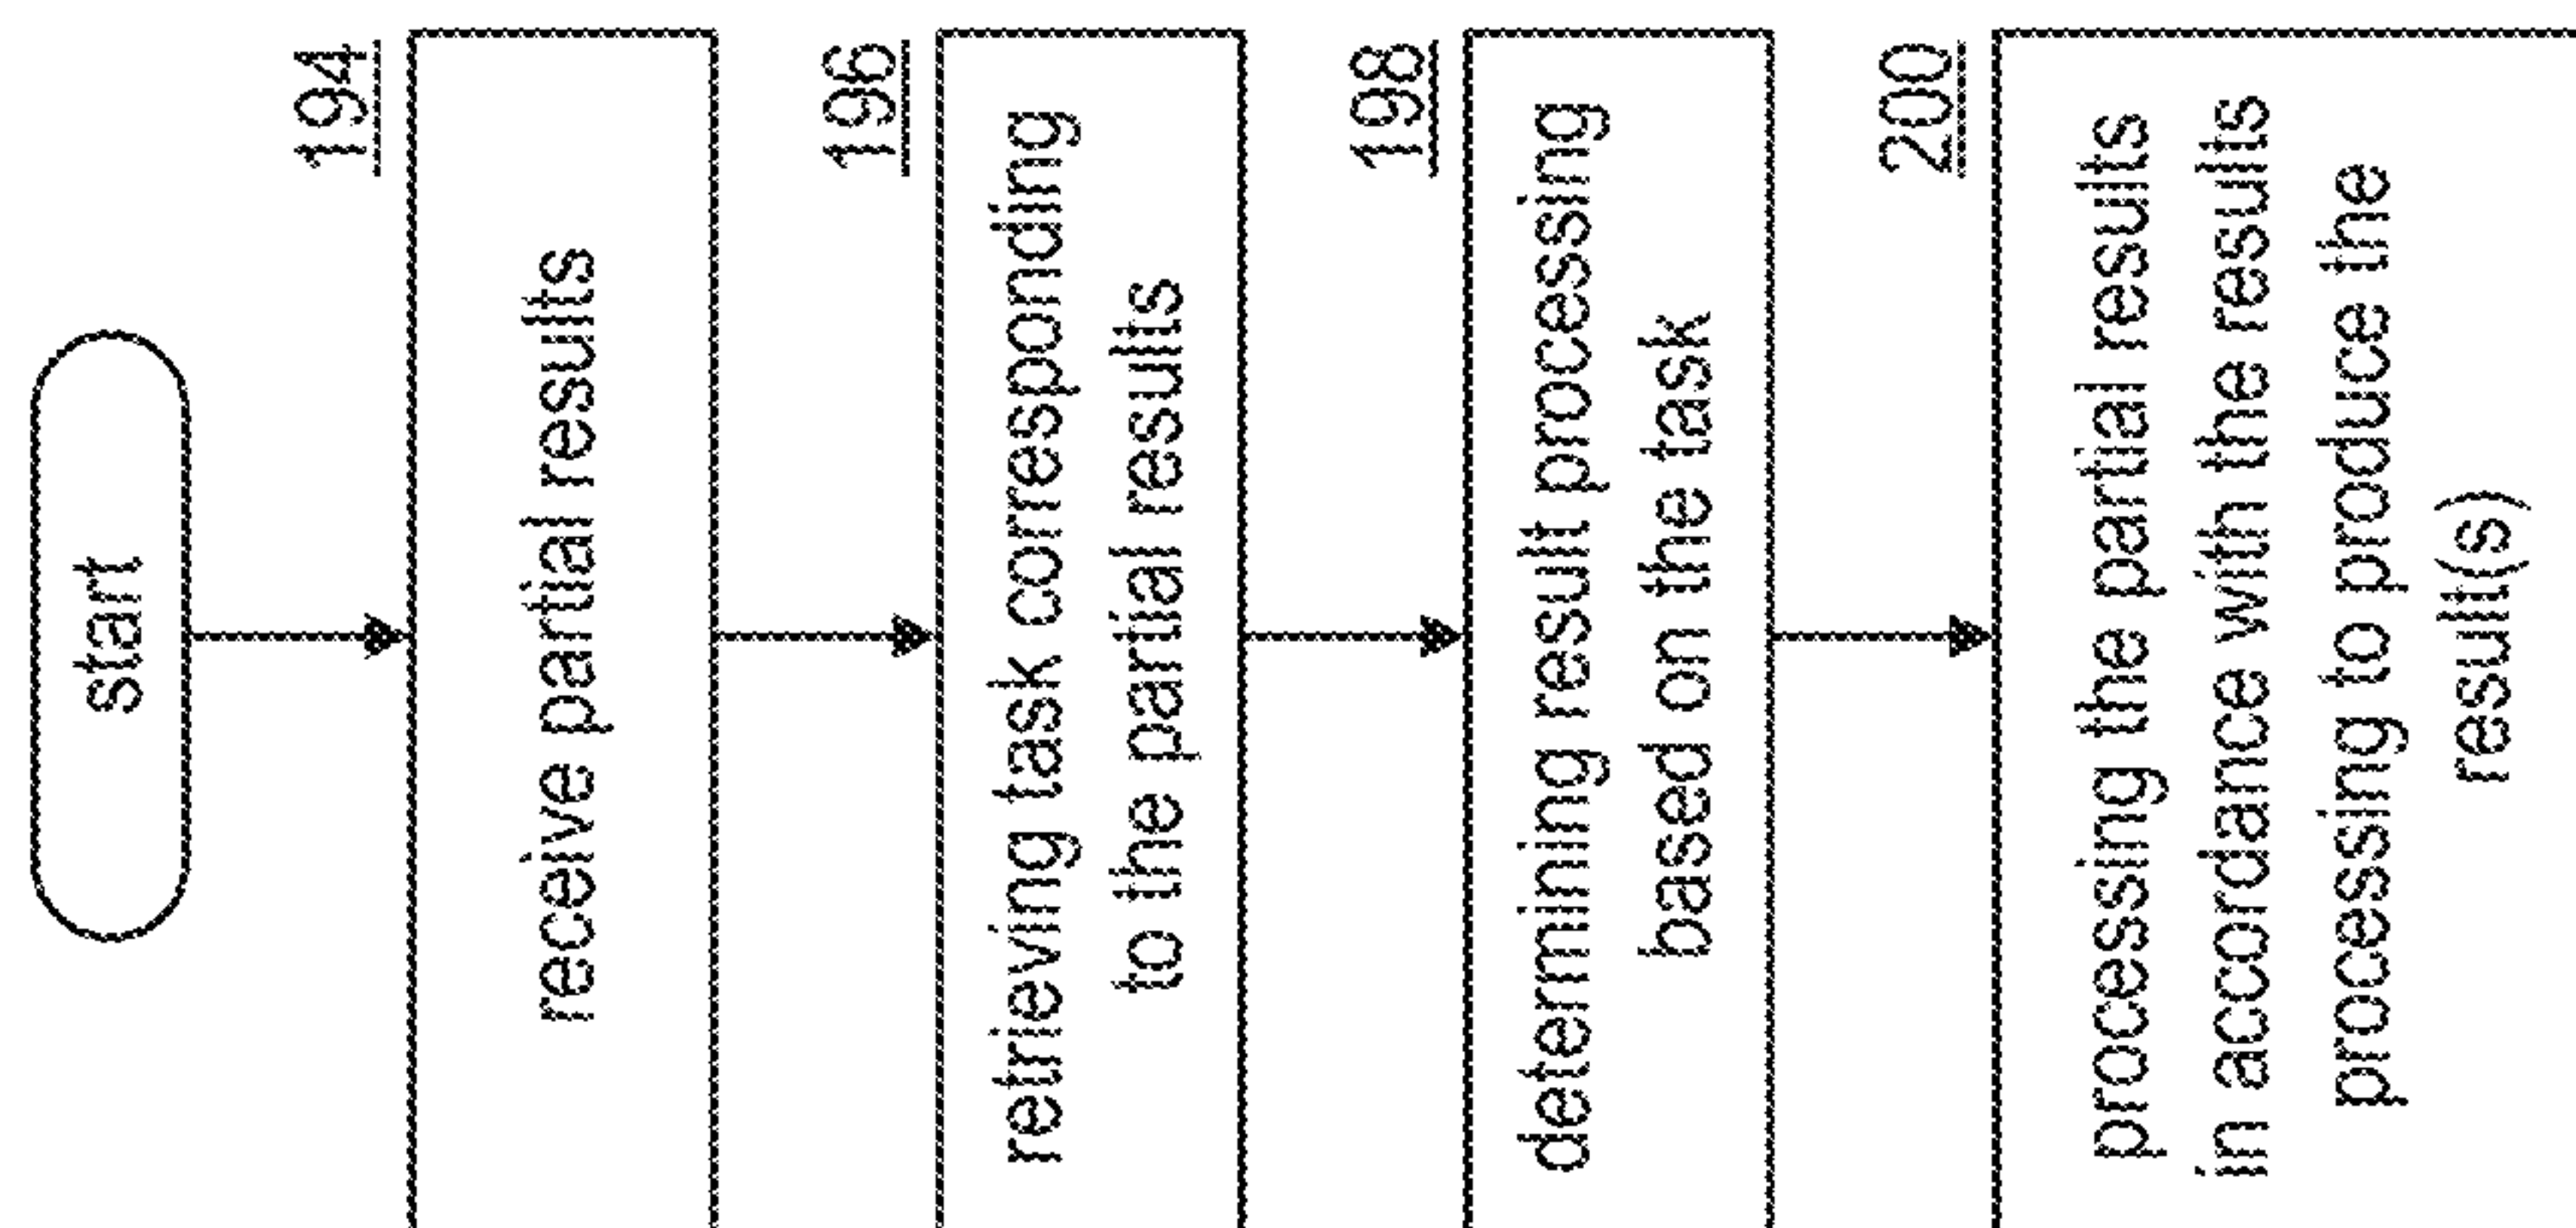 start
194
receive partial results
196
retrieving task corresponding
to the partial results
198
determining result processing
based on the task
200
processing the partial results
in accordance with the results
processing to produce the
result(s)